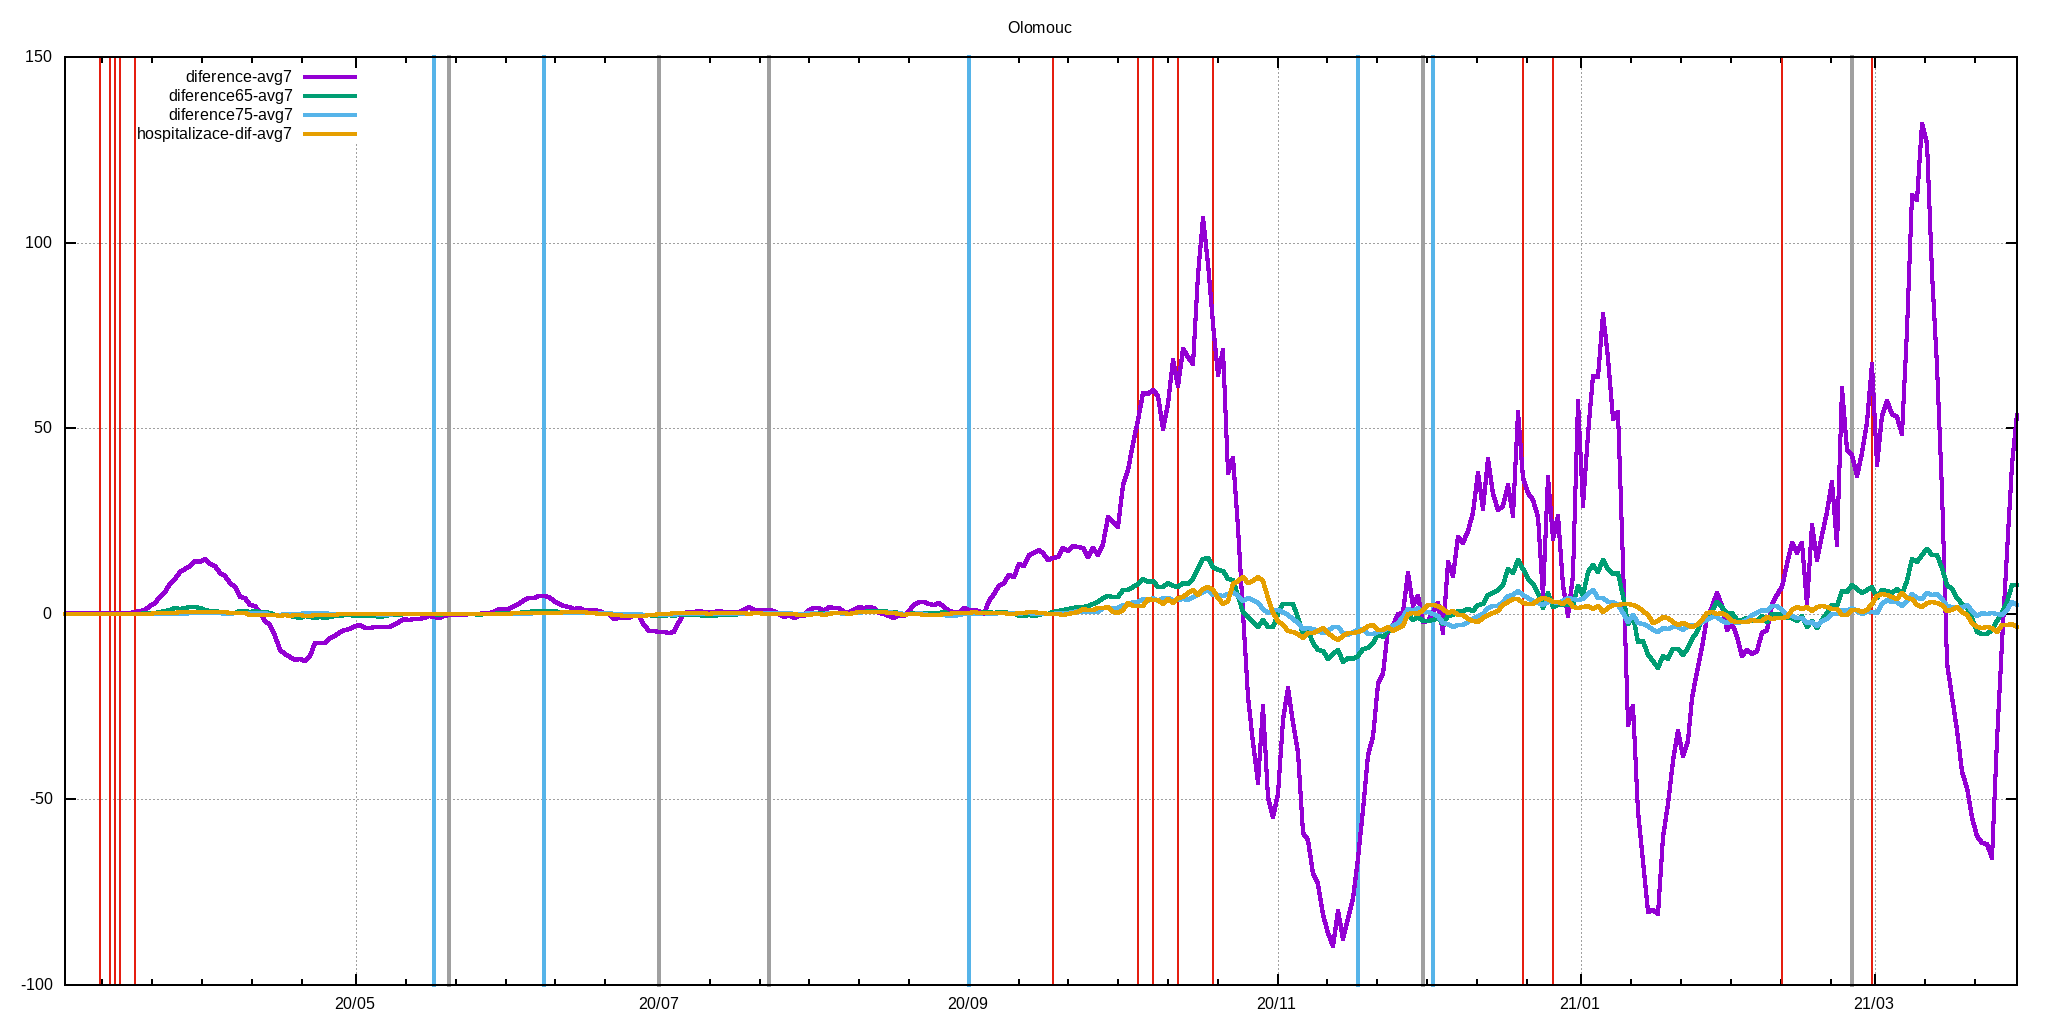 Olomouc
150
diference-avg7
diference65-avg7
diference75-avg7
hospitalizace-dif-avg7
100
50
0
-50
-100
20/05 20/07 20/09 20/11 21/01 21/03